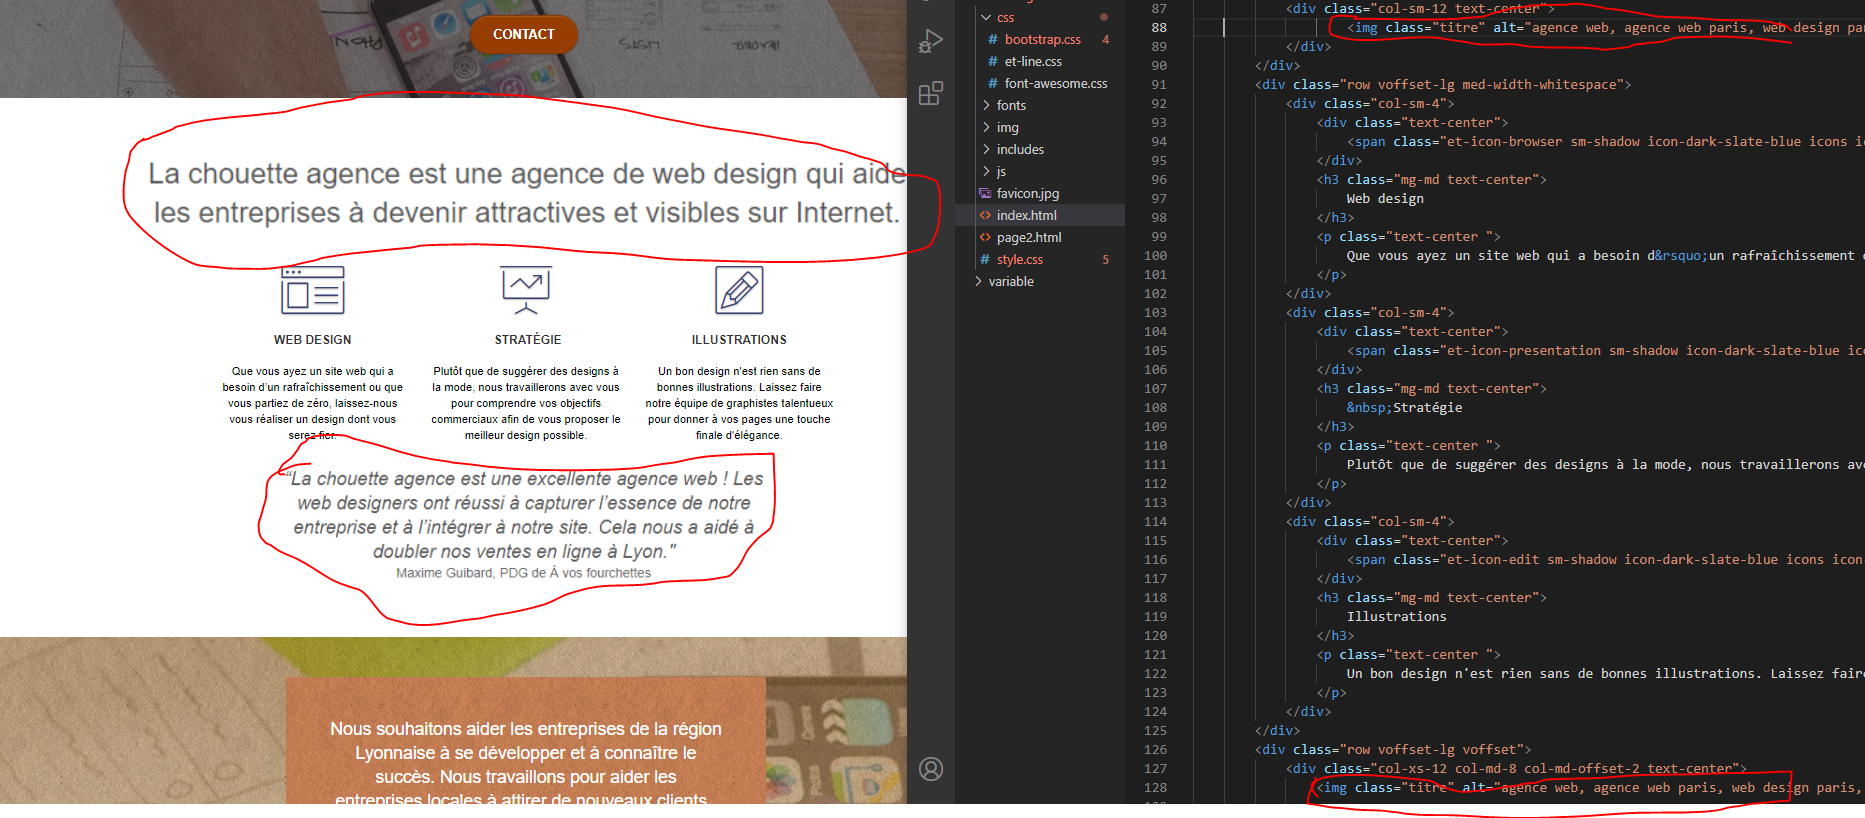 CONTACT
La chouette agence est une agence de web design qui aide
les entreprises à devenir attractives et visibles sur Internet.
WEB DESIGN
Que vous ayez un site web qui a
besoin d'un rafraîchissement ou que
vous partiez de zéro, laissez-nous
vous réaliser un design dont vous
serez fier.
STRATÉGIE
Plutôt que de suggérer des designs à
la mode, nous travaillerons avec vous
pour comprendre vos objectifs
commerciaux afin de vous proposer le
meilleur design possible.
ILLUSTRATIONS
Un bon design n'est rien sans de
bonnes illustrations. Laissez faire
notre équipe de graphistes talentueux
pour donner à vos pages une touche
finale d'élégance.
“La chouette agence est une excellente agence web ! Les
web designers ont réussi à capturer l’essence de notre
entreprise et à l’intégrer à notre site. Cela nous a aidé à
doubler nos ventes en ligne à Lyon."
Maxime Guibard, PDG de À vos fourchettes
Nous souhaitons aider les entreprises de la région
Lyonnaise à se développer et à connaître le
succès. Nous travaillons pour aider les
entreprises locales à attirer de nouveaux clients
css
# bootstrap.css 4
# et-line.css
# font-awesome.css
fonts
img
includes
js
favicon.jpg
<> index.html
<> page2.html
# style.css 5
variable
87 <div class="col-sm-12 text-center">
88 <img class="titre" alt="agence web, agence web paris, web design par
89 </div>
90 </div>
91 <div class="row voffset-lg med-width-whitespace">
92 <div class="col-sm-4">
93 <div class="text-center">
94 <span class="et-icon-browser sm-shadow icon-dark-slate-blue icons i
95 </div>
96 <h3 class="mg-md text-center">
97 Web design
98 </h3>
99 <p class="text-center ">
100 Que vous ayez un site web qui a besoin d&rsquo;un rafraîchissement
101 </p>
102 </div>
103 <div class="col-sm-4">
104 <div class="text-center">
105 <span class="et-icon-presentation sm-shadow icon-dark-slate-blue ic
106 </div>
107 <h3 class="mg-md text-center">
108 &nbsp;Stratégie
109 </h3>
110 <p class="text-center ">
111 Plutôt que de suggérer des designs à la mode, nous travaillerons av
112 </p>
113 </div>
114 <div class="col-sm-4">
115 <div class="text-center">
116 <span class="et-icon-edit sm-shadow icon-dark-slate-blue icons icon
117 </div>
118 <h3 class="mg-md text-center">
119 Illustrations
120 </h3>
121 <p class="text-center ">
122 Un bon design n'est rien sans de bonnes illustrations. Laissez fair
123 </p>
124 </div>
125 </div>
126 <div class="row voffset-lg voffset">
127 <div class="col-xs-12 col-md-8 col-md-offset-2 text-center">
128 <img class="titre" alt="agence web, agence web paris, web design paris,